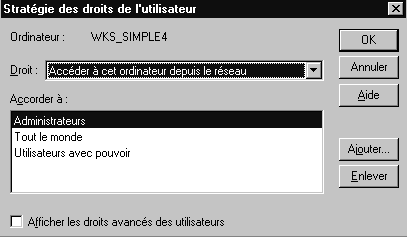 Stratégie des droits de l'utilisateur
Ordinateur : WKS_SIMPLE4
OK
Droit : Accéder à cet ordinateur depuis le réseau
Annuler
Aide
Accorder à :
Administrateurs
Tout le monde
Utilisateurs avec pouvoir
Ajouter...
Enlever
Afficher les droits avancés des utilisateurs